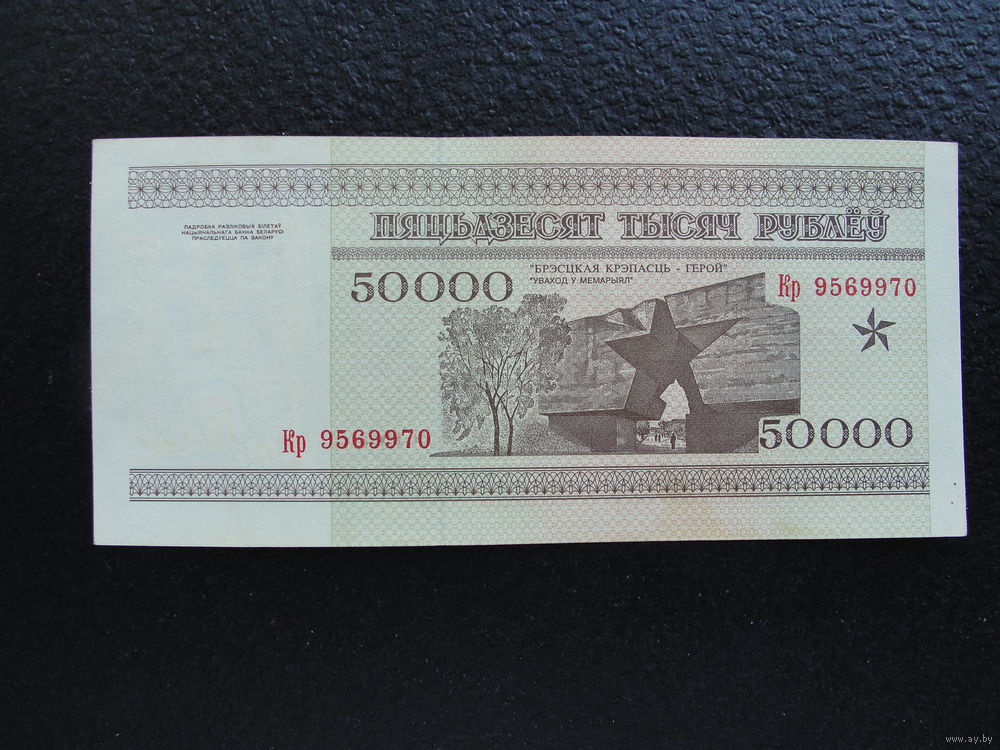 ПЯЦЬДЗЕСЯТ ТЫСЯЧ РУБЛЁЎ
ПАДРОБКА РАЗЛІКОВЫХ БІЛЕТАЎ
НАЦЫЯНАЛЬНАГА БАНКА БЕЛАРУСІ
ПРАСЛЕДУЕЦЦА ПА ЗАКОНУ
50000
"БРЭСЦКАЯ КРЭПАСЦЬ - ГЕРОЙ"
"УВАХОД У МЕМАРЫЯЛ"
Кр 9569970
Кр 9569970
50000
www.ay.by